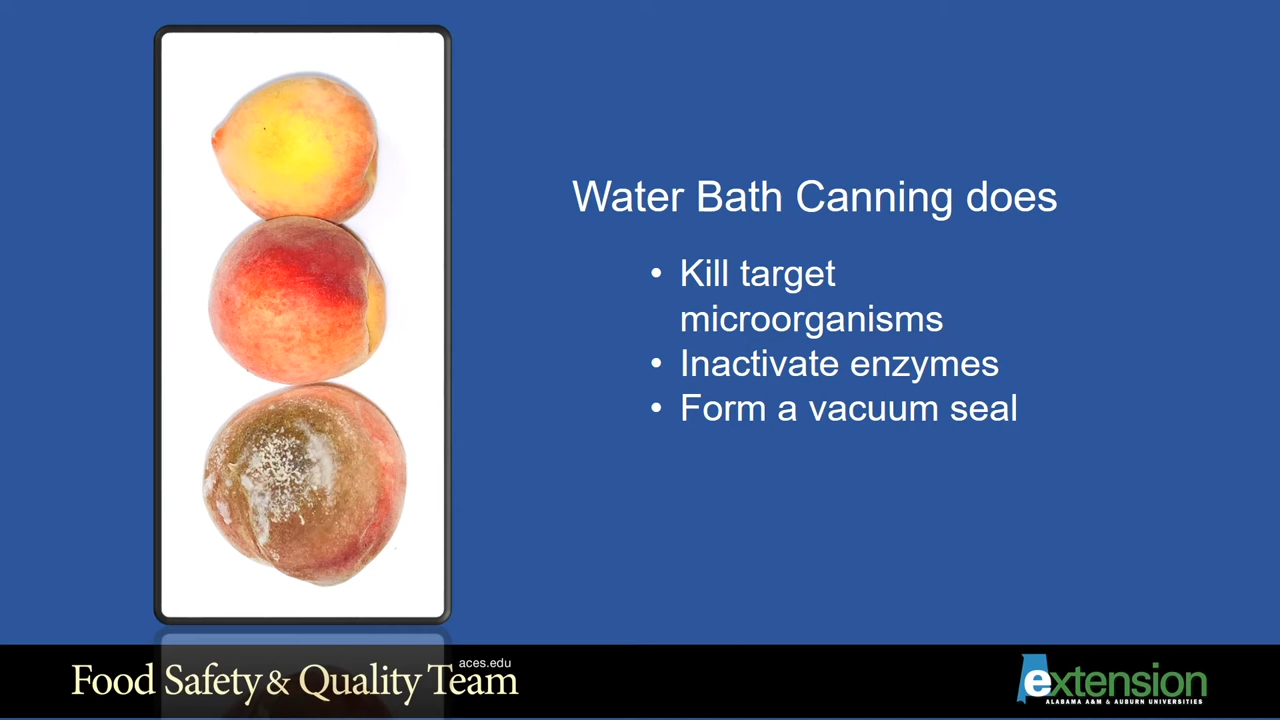 Water Bath Canning does
• Kill target
microorganisms
• Inactivate enzymes
• Form a vacuum seal
aces.edu
Food Safety & Quality Team
extension
ALABAMA A&M & AUBURN UNIVERSITIES